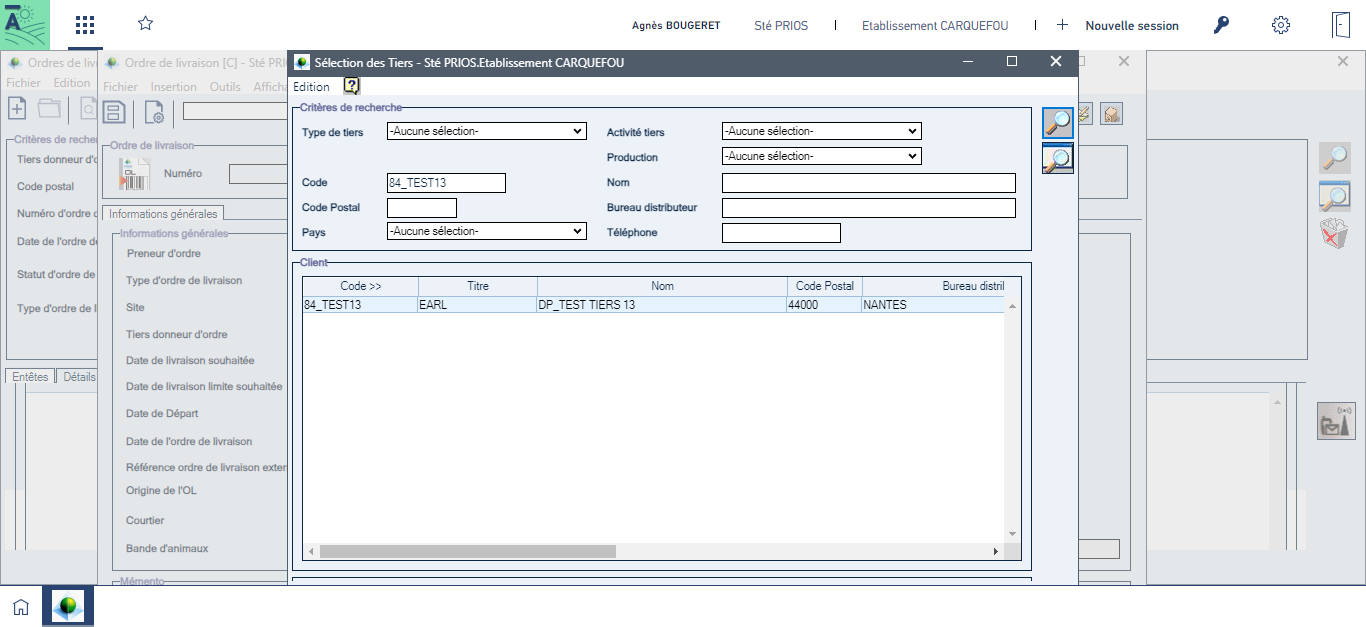 Agnès BOUGERET Sté PRIOS Etablissement CARQUEFOU Nouvelle session
Ordres de liv
Fichier Edition
Critères de reche
Tiers donneur d'o
Code postal
Numéro d'ordre d
Date de l'ordre de
Statut d'ordre de
Type d'ordre de l
Entêtes Détails
Ordre de livraison [C] - Sté PRI
Fichier Insertion Outils Afficha
Ordre de livraison
OL
Numéro
Informations générales
Informations générales
Preneur d'ordre
Type d'ordre de livraison
Site
Tiers donneur d'ordre
Date de livraison souhaitée
Date de livraison limite souhaitée
Date de Départ
Date de l'ordre de livraison
Référence ordre de livraison exter
Origine de l'OL
Courtier
Bande d'animaux
Mémento
Sélection des Tiers - Sté PRIOS.Etablissement CARQUEFOU
Edition
Critères de recherche
Type de tiers -Aucune sélection- Activité tiers -Aucune sélection-
Production -Aucune sélection-
Code 84_TEST13 Nom
Code Postal Bureau distributeur
Pays -Aucune sélection- Téléphone
Client
Code >> Titre Nom Code Postal Bureau distril
84_TEST13 EARL DP_TEST TIERS 13 44000 NANTES